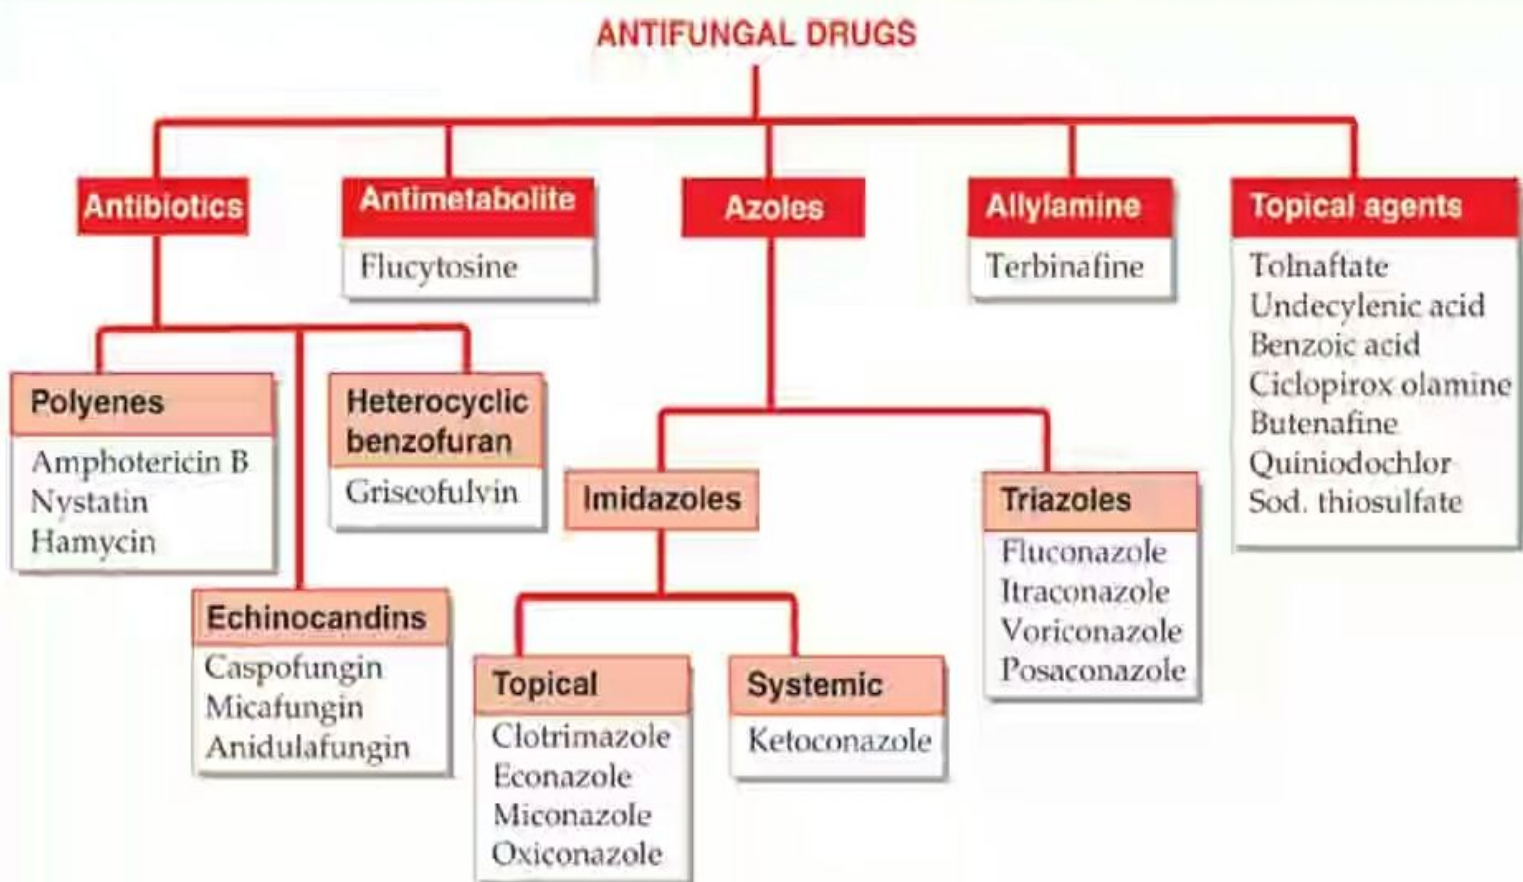 ANTIFUNGAL DRUGS
Antibiotics
Antimetabolite
Flucytosine
Azoles
Allylamine
Terbinafine
Topical agents
Tolnaftate
Undecylenic acid
Benzoic acid
Ciclopirox olamine
Butenafine
Quiniodochlor
Sod. thiosulfate
Polyenes
Amphotericin B
Nystatin
Hamycin
Heterocyclic
benzofuran
Griseofulvin
Echinocandins
Caspofungin
Micafungin
Anidulafungin
Imidazoles
Topical
Clotrimazole
Econazole
Miconazole
Oxiconazole
Systemic
Ketoconazole
Triazoles
Fluconazole
Itraconazole
Voriconazole
Posaconazole